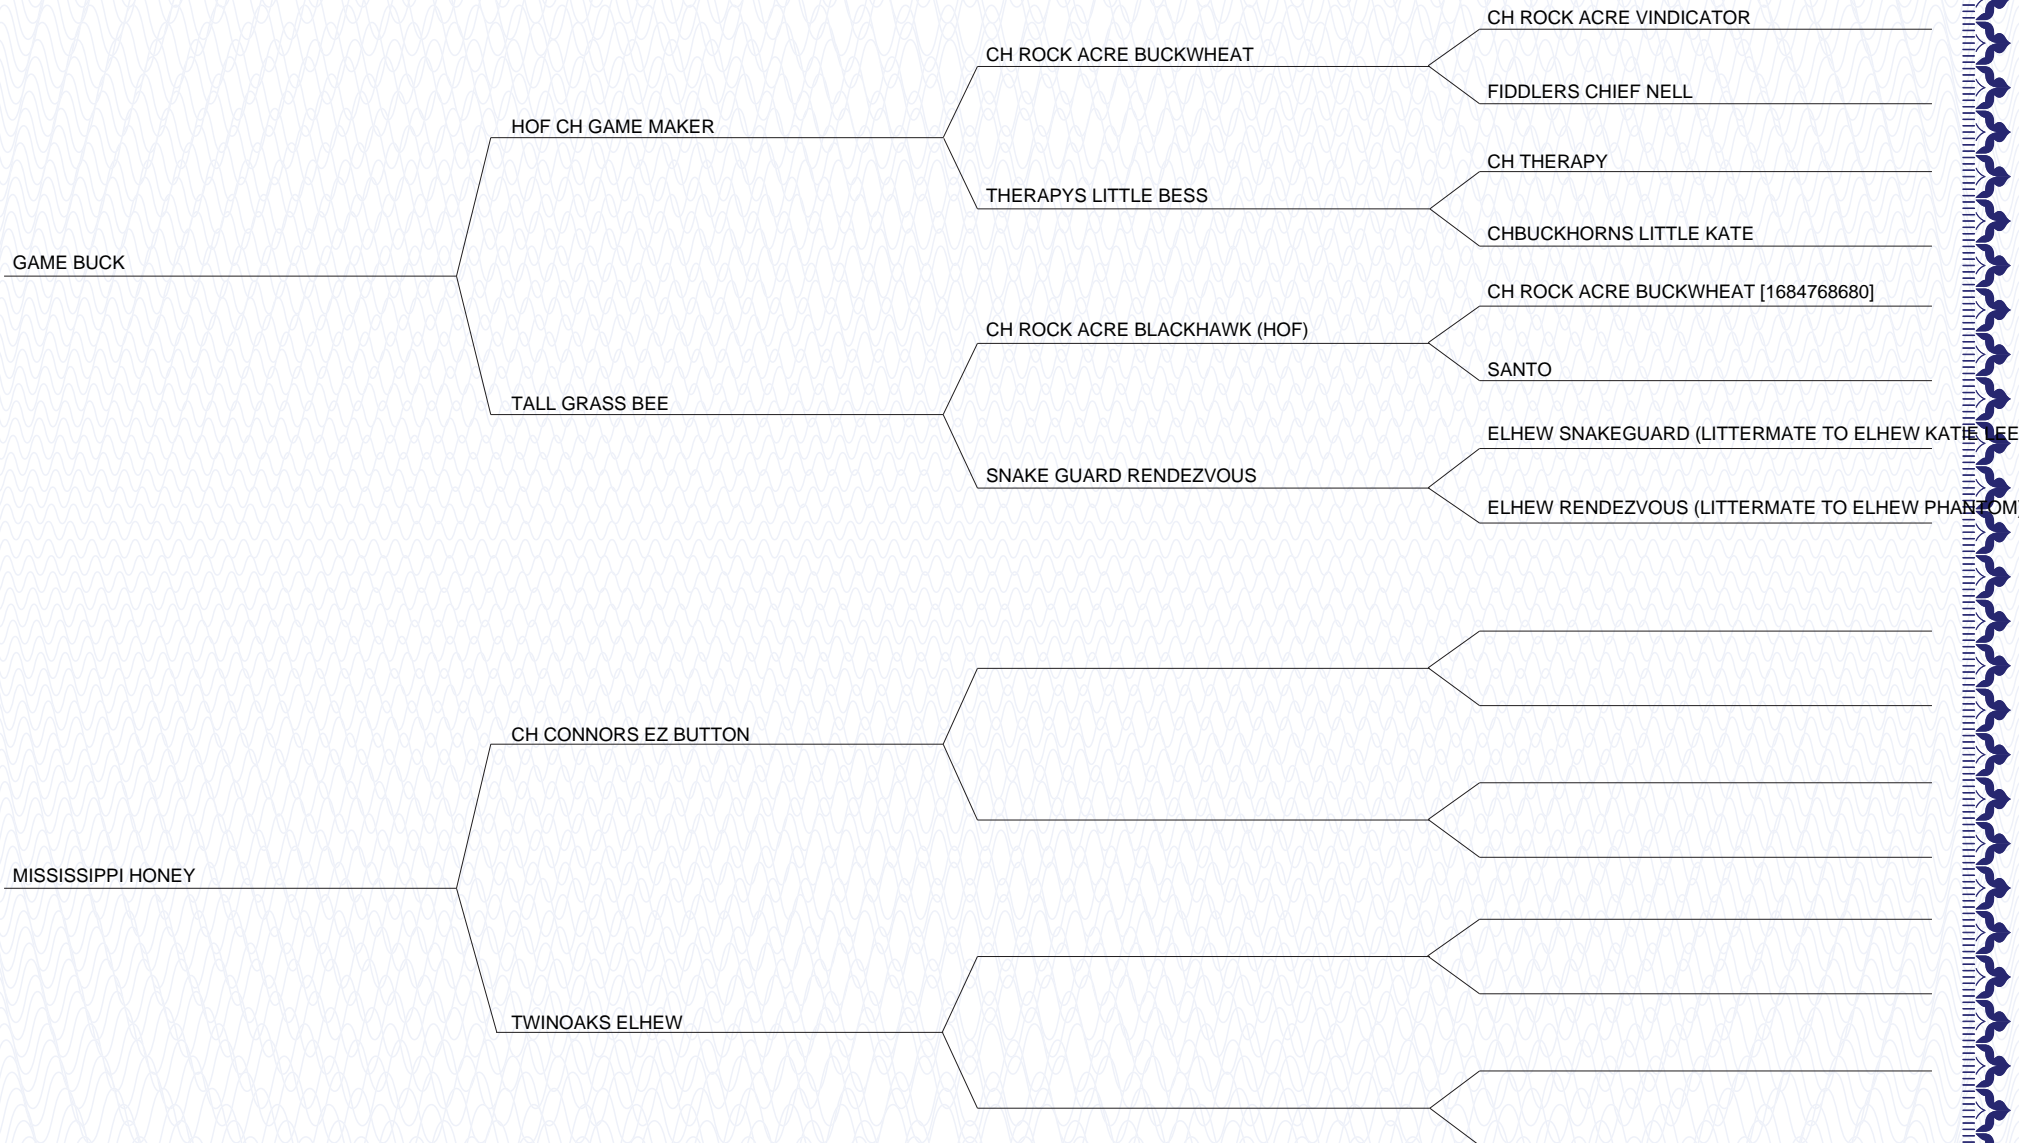 CH ROCK ACRE VINDICATOR
CH ROCK ACRE BUCKWHEAT
FIDDLERS CHIEF NELL
HOF CH GAME MAKER
CH THERAPY
THERAPYS LITTLE BESS
CHBUCKHORNS LITTLE KATE
GAME BUCK
CH ROCK ACRE BUCKWHEAT [1684768680]
CH ROCK ACRE BLACKHAWK (HOF)
SANTO
TALL GRASS BEE
ELHEW SNAKEGUARD (LITTERMATE TO ELHEW KATIE LEE
SNAKE GUARD RENDEZVOUS
ELHEW RENDEZVOUS (LITTERMATE TO ELHEW PHANTOM)
CH CONNORS EZ BUTTON
MISSISSIPPI HONEY
TWINOAKS ELHEW